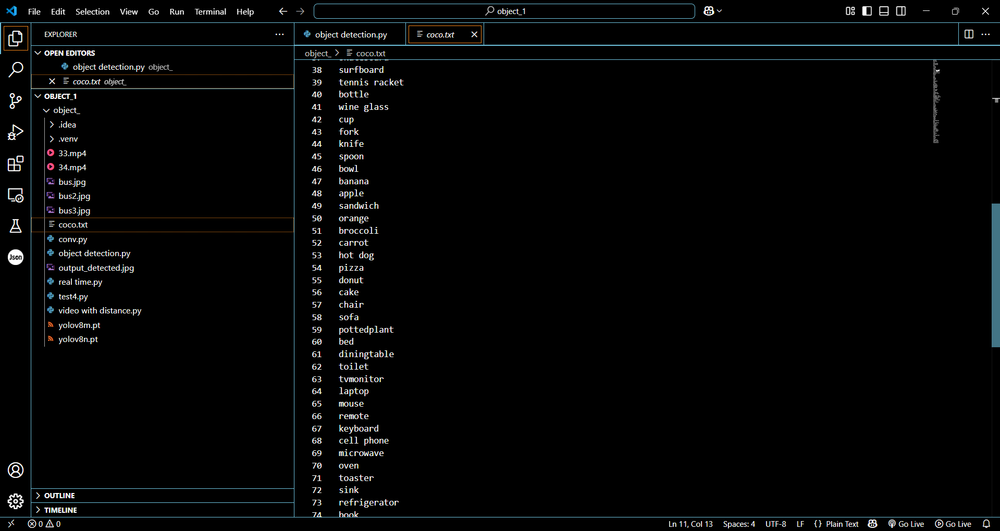 File Edit Selection View Go Run Terminal Help
object_1
EXPLORER
OPEN EDITORS
object detection.py object_
coco.txt object_
OBJECT_1
object_
.idea
.venv
33.mp4
34.mp4
bus.jpg
bus2.jpg
bus3.jpg
coco.txt
conv.py
object detection.py
output_detected.jpg
real time.py
test4.py
video with distance.py
yolov8m.pt
yolov8n.pt
OUTLINE
TIMELINE
Json
object detection.py
coco.txt
object_ > coco.txt
38 surfboard
39 tennis racket
40 bottle
41 wine glass
42 cup
43 fork
44 knife
45 spoon
46 bowl
47 banana
48 apple
49 sandwich
50 orange
51 broccoli
52 carrot
53 hot dog
54 pizza
55 donut
56 cake
57 chair
58 sofa
59 pottedplant
60 bed
61 diningtable
62 toilet
63 tvmonitor
64 laptop
65 mouse
66 remote
67 keyboard
68 cell phone
69 microwave
70 oven
71 toaster
72 sink
73 refrigerator
74 book
0 0
Ln 11, Col 13 Spaces: 4 UTF-8 LF {} Plain Text Go Live Go Live